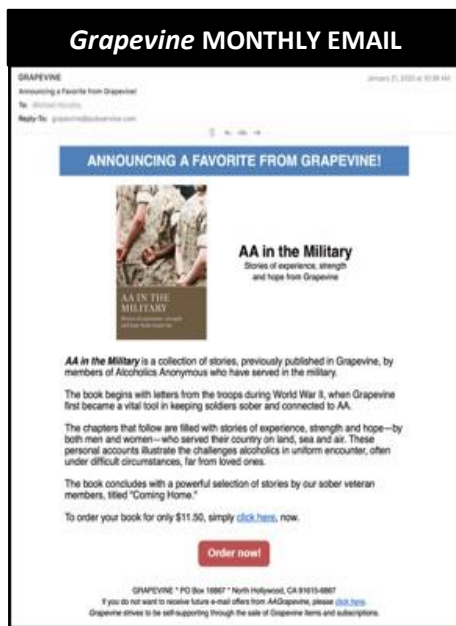 Grapevine MONTHLY EMAIL
GRAPEVINE
Announcing a Favorite from Grapevine!
To:
Reply-To: grapevine@pubservice.com
ANNOUNCING A FAVORITE FROM GRAPEVINE!
AA IN THE
MILITARY
AA in the Military
Stories of experience, strength
and hope from Grapevine
AA in the Military is a collection of stories, previously published in Grapevine, by
members of Alcoholics Anonymous who have served in the military.
The book begins with letters from the troops during World War II, when Grapevine
first became a vital tool in keeping soldiers sober and connected to AA.
The chapters that follow are filled with stories of experience, strength and hope—by
both men and women—who served their country on land, sea and air. These
personal accounts illustrate the challenges alcoholics in uniform encounter, often
under difficult circumstances, far from loved ones.
The book concludes with a powerful selection of stories by our sober veteran
members, titled "Coming Home."
To order your book for only $11.50, simply click here, now.
Order now!
GRAPEVINE * PO Box 16867 * North Hollywood, CA 91615-6867
If you do not want to receive future e-mail offers from AAGrapevine, please click here.
Grapevine strives to be self-supporting through the sale of Grapevine items and subscriptions.